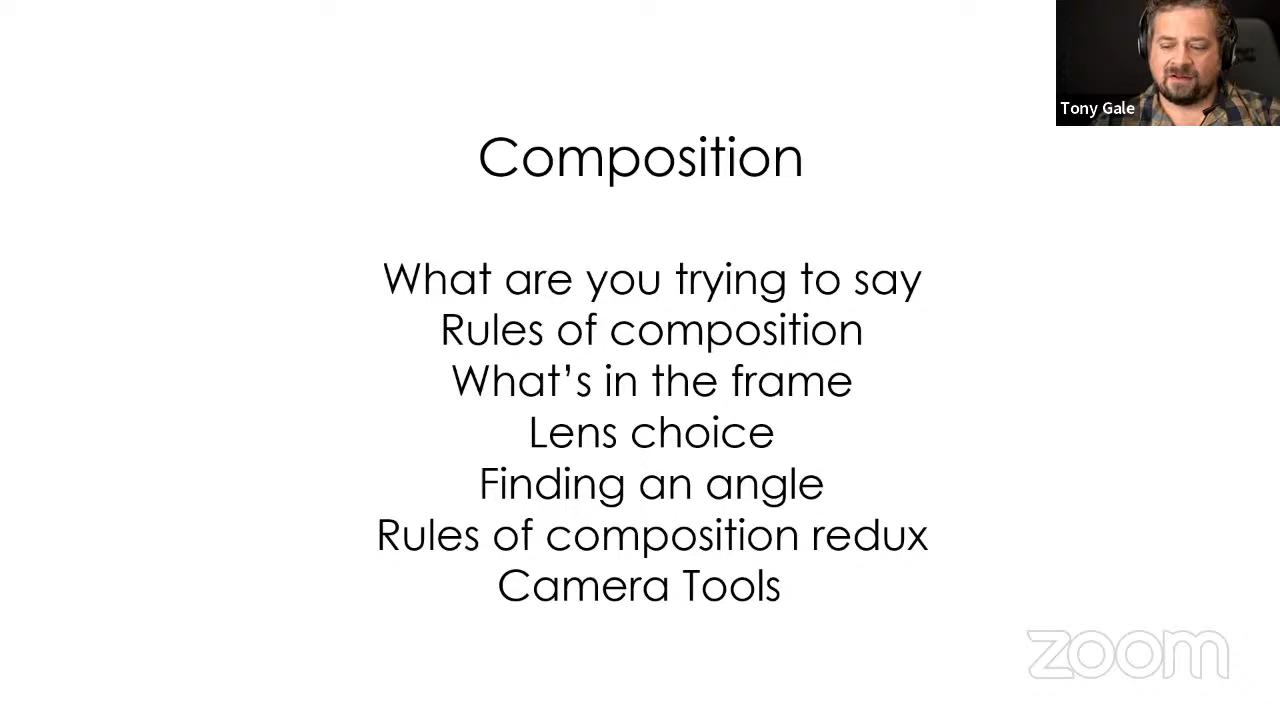 Tony Gale
Composition
What are you trying to say
Rules of composition
What's in the frame
Lens choice
Finding an angle
Rules of composition redux
Camera Tools
zoom